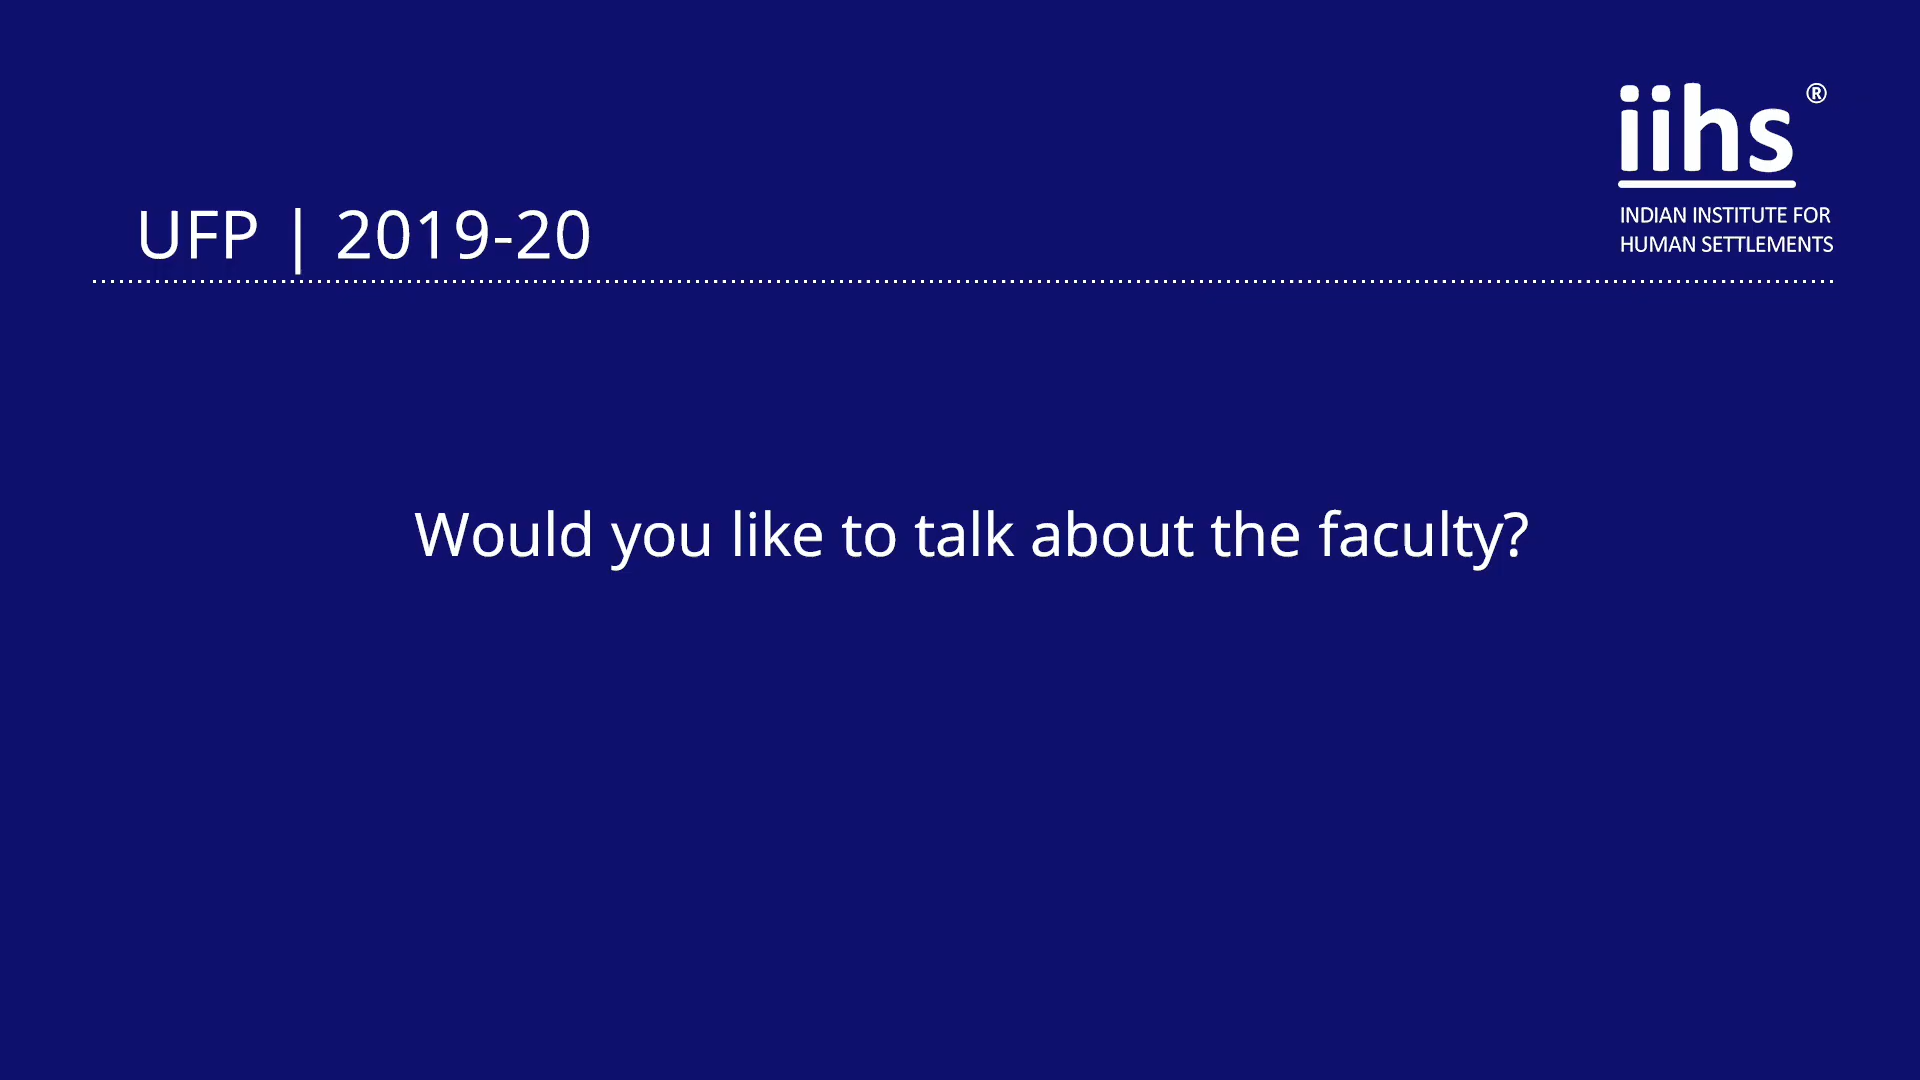 iihs®
INDIAN INSTITUTE FOR
HUMAN SETTLEMENTS
UFP | 2019-20
Would you like to talk about the faculty?